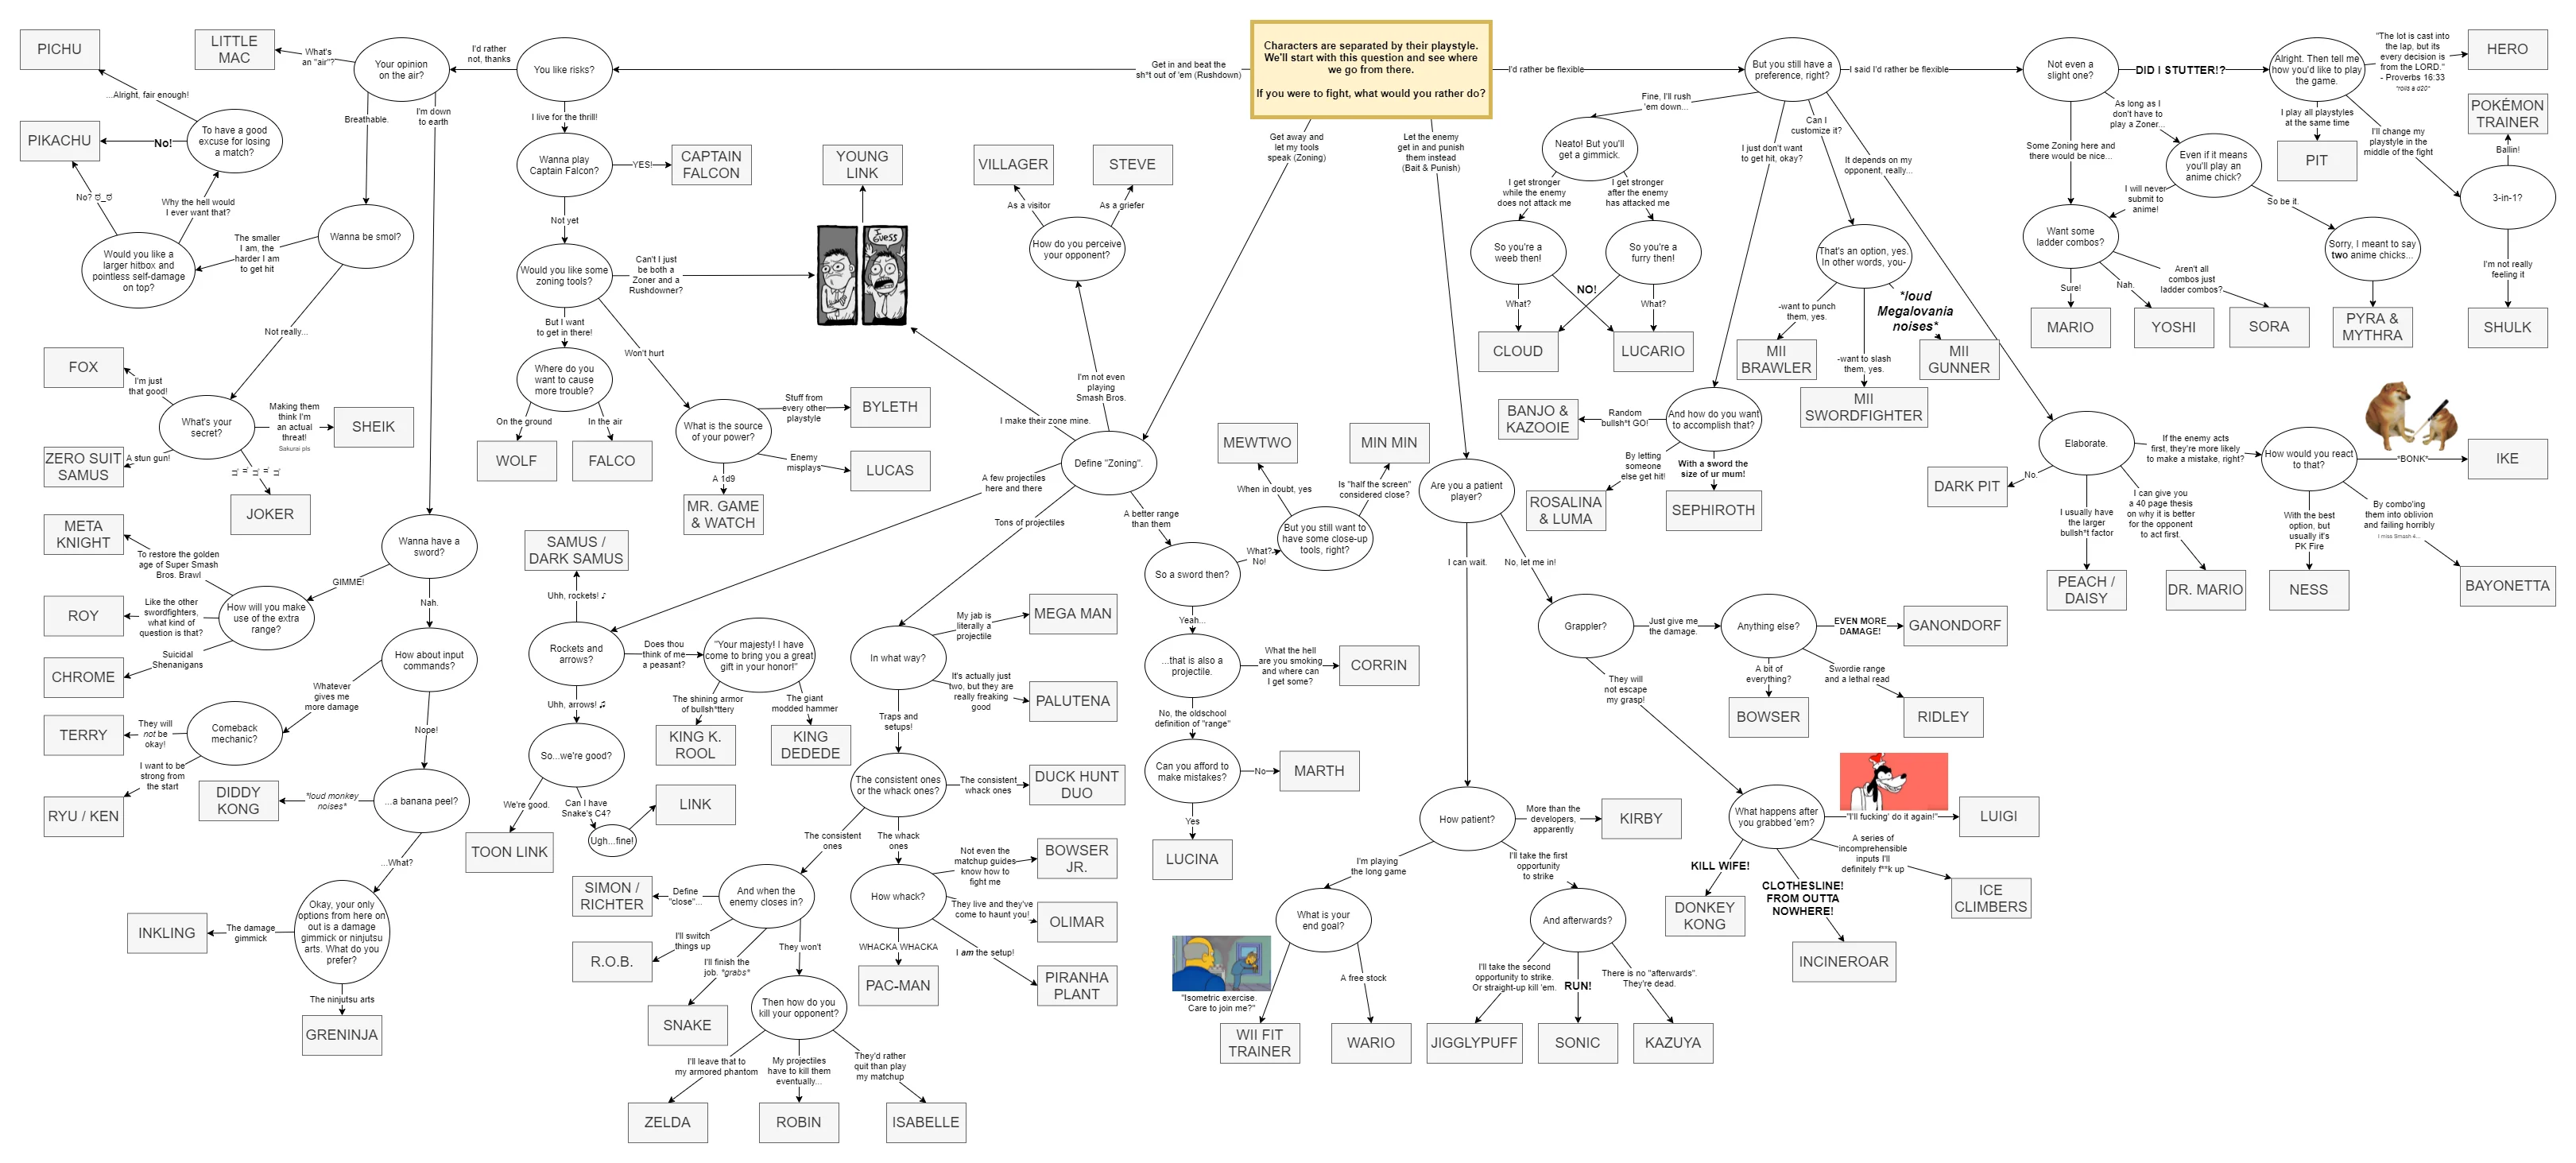 Characters are separated by their playstyle.
We'll start with this question and see where
we go from there.
If you were to fight, what would you rather do?
Get in and beat the
sh*t out of 'em (Rushdown)
You like risks?
I'd rather
not, thanks
Your opinion
on the air?
What's
an "air"?
LITTLE
MAC
Breathable.
I'm down
to earth
Wanna be smol?
The smaller
I am, the
harder I am
to get hit
Would you like a
larger hitbox and
pointless self-damage
on top?
No? ಠ_ಠ
Why the hell would
I ever want that?
To have a good
excuse for losing
a match?
No!
PIKACHU
...Alright, fair enough!
PICHU
Not really...
What's your
secret?
I'm just
that good!
FOX
Making them
think I'm
an actual
threat!
Sakurai pls
SHEIK
A stun gun!
ZERO SUIT
SAMUS
JOKER
Wanna have a
sword?
GIMME!
How will you make
use of the extra
range?
To restore the golden
age of Super Smash
Bros. Brawl
META
KNIGHT
Like the other
swordfighters,
what kind of
question is that?
ROY
Suicidal
Shenanigans
CHROME
Nah.
How about input
commands?
Whatever
gives me
more damage
Comeback
mechanic?
They will
not be
okay!
TERRY
I want to be
strong from
the start
RYU / KEN
Nope!
...a banana peel?
*loud monkey
noises*
DIDDY
KONG
...What?
Okay, your only
options from here on
out is a damage
gimmick or ninjutsu
arts. What do you
prefer?
The damage
gimmick
INKLING
The ninjutsu arts
GRENINJA
I live for the thrill!
Wanna play
Captain Falcon?
YES!
CAPTAIN
FALCON
Not yet
Would you like some
zoning tools?
Can't I just
be both a
Zoner and a
Rushdowner?
I
GUESS
YOUNG
LINK
But I want
to get in there!
Where do you
want to cause
more trouble?
On the ground
WOLF
In the air
FALCO
Won't hurt
What is the source
of your power?
Stuff from
every other
playstyle
BYLETH
Enemy
misplays
LUCAS
A 1d9
MR. GAME
& WATCH
Get away and
let my tools
speak (Zoning)
Define "Zoning".
I make their zone mine.
I'm not even
playing
Smash Bros.
How do you perceive
your opponent?
As a visitor
VILLAGER
As a griefer
STEVE
A few projectiles
here and there
Rockets and
arrows?
Uhh, rockets! ♪
SAMUS /
DARK SAMUS
Does thou
think of me
a peasant?
"Your majesty! I have
come to bring you a great
gift in your honor!"
The shining armor
of bullsh*ttery
KING K.
ROOL
The giant
modded hammer
KING
DEDEDE
Uhh, arrows! ♫
So...we're good?
We're good.
TOON LINK
Can I have
Snake's C4?
Ugh...fine!
LINK
Tons of projectiles
In what way?
My jab is
literally a
projectile
MEGA MAN
It's actually just
two, but they are
really freaking
good
PALUTENA
Traps and
setups!
The consistent ones
or the whack ones?
The consistent
whack ones
DUCK HUNT
DUO
The consistent
ones
And when the
enemy closes in?
Define
"close"...
SIMON /
RICHTER
I'll switch
things up
R.O.B.
I'll finish the
job. *grabs*
SNAKE
They won't
Then how do you
kill your opponent?
I'll leave that to
my armored phantom
ZELDA
My projectiles
have to kill them
eventually...
ROBIN
They'd rather
quit than play
my matchup
ISABELLE
The whack
ones
How whack?
Not even the
matchup guides
know how to
fight me
BOWSER
JR.
They live and they've
come to haunt you!
OLIMAR
WHACKA WHACKA
PAC-MAN
I am the setup!
PIRANHA
PLANT
A better range
than them
So a sword then?
What?
No!
But you still want to
have some close-up
tools, right?
When in doubt, yes
MEWTWO
Is "half the screen"
considered close?
MIN MIN
Yeah...
...that is also a
projectile.
What the hell
are you smoking
and where can
I get some?
CORRIN
No, the oldschool
definition of "range"
Can you afford to
make mistakes?
No
MARTH
Yes
LUCINA
Let the enemy
get in and punish
them instead
(Bait & Punish)
Are you a patient
player?
I can wait.
How patient?
More than the
developers,
apparently
KIRBY
I'm playing
the long game
What is your
end goal?
"Isometric exercise.
Care to join me?"
WII FIT
TRAINER
A free stock
WARIO
I'll take the first
opportunity
to strike
And afterwards?
I'll take the second
opportunity to strike.
Or straight-up kill 'em.
JIGGLYPUFF
RUN!
SONIC
There is no "afterwards".
They're dead.
KAZUYA
No, let me in!
Grappler?
Just give me
the damage.
Anything else?
EVEN MORE
DAMAGE!
GANONDORF
A bit of
everything?
BOWSER
Swordie range
and a lethal read
RIDLEY
They will
not escape
my grasp!
What happens after
you grabbed 'em?
"I'll fucking' do it again!"
LUIGI
A series of
incomprehensible
inputs I'll
definitely f**k up
ICE
CLIMBERS
KILL WIFE!
DONKEY
KONG
CLOTHESLINE!
FROM OUTTA
NOWHERE!
INCINEROAR
I'd rather be flexible
But you still have a
preference, right?
Fine, I'll rush
'em down...
Neato! But you'll
get a gimmick.
I get stronger
while the enemy
does not attack me
So you're a
weeb then!
What?
CLOUD
I get stronger
after the enemy
has attacked me
So you're a
furry then!
What?
LUCARIO
NO!
I just don't want
to get hit, okay?
And how do you want
to accomplish that?
Random
bullsh*t GO!
BANJO &
KAZOOIE
By letting
someone
else get hit!
ROSALINA
& LUMA
With a sword the
size of ur mum!
SEPHIROTH
Can I
customize it?
That's an option, yes.
In other words, you-
-want to punch
them, yes.
MII
BRAWLER
-want to slash
them, yes.
MII
SWORDFIGHTER
*loud
Megalovania
noises*
MII
GUNNER
It depends on my
opponent, really...
Elaborate.
No.
DARK PIT
I usually have
the larger
bullsh*t factor
PEACH /
DAISY
I can give you
a 40 page thesis
on why it is better
for the opponent
to act first.
DR. MARIO
If the enemy acts
first, they're more likely
to make a mistake, right?
How would you react
to that?
*BONK*
IKE
With the best
option, but
usually it's
PK Fire
NESS
By combo'ing
them into oblivion
and failing horribly
I miss Smash 4...
BAYONETTA
I said I'd rather be flexible
Not even a
slight one?
Some Zoning here and
there would be nice...
Want some
ladder combos?
Sure!
MARIO
Nah.
YOSHI
Aren't all
combos just
ladder combos?
SORA
As long as I
don't have to
play a Zoner...
Even if it means
you'll play an
anime chick?
I will never
submit to
anime!
So be it.
Sorry, I meant to say
two anime chicks...
PYRA &
MYTHRA
DID I STUTTER!?
Alright. Then tell me
how you'd like to play
the game.
"The lot is cast into
the lap, but its
every decision is
from the LORD."
- Proverbs 16:33
*rolls a d20*
HERO
I play all playstyles
at the same time
PIT
I'll change my
playstyle in the
middle of the fight
3-in-1?
Ballin!
POKÉMON
TRAINER
I'm not really
feeling it
SHULK